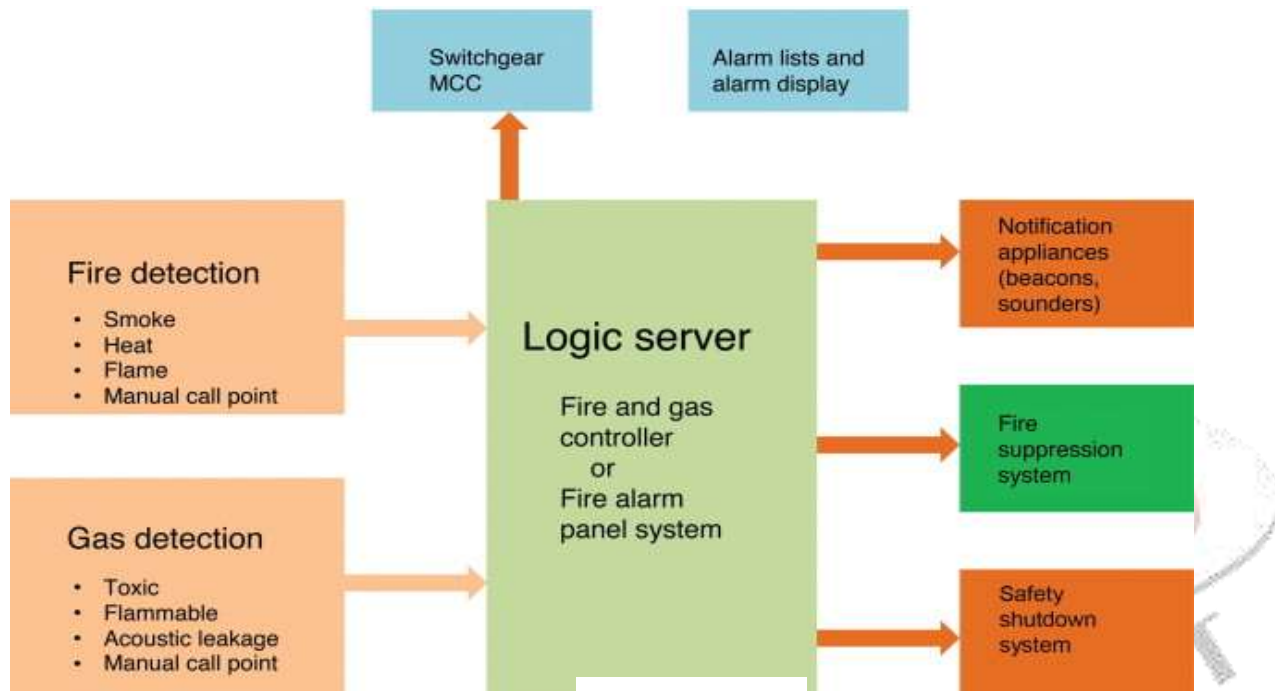 Switchgear
MCC
Alarm lists and
alarm display
Fire detection
• Smoke
• Heat
• Flame
• Manual call point
Gas detection
• Toxic
• Flammable
• Acoustic leakage
• Manual call point
Logic server
Fire and gas
controller
or
Fire alarm
panel system
Notification
appliances
(beacons,
sounders)
Fire
suppression
system
Safety
shutdown
system